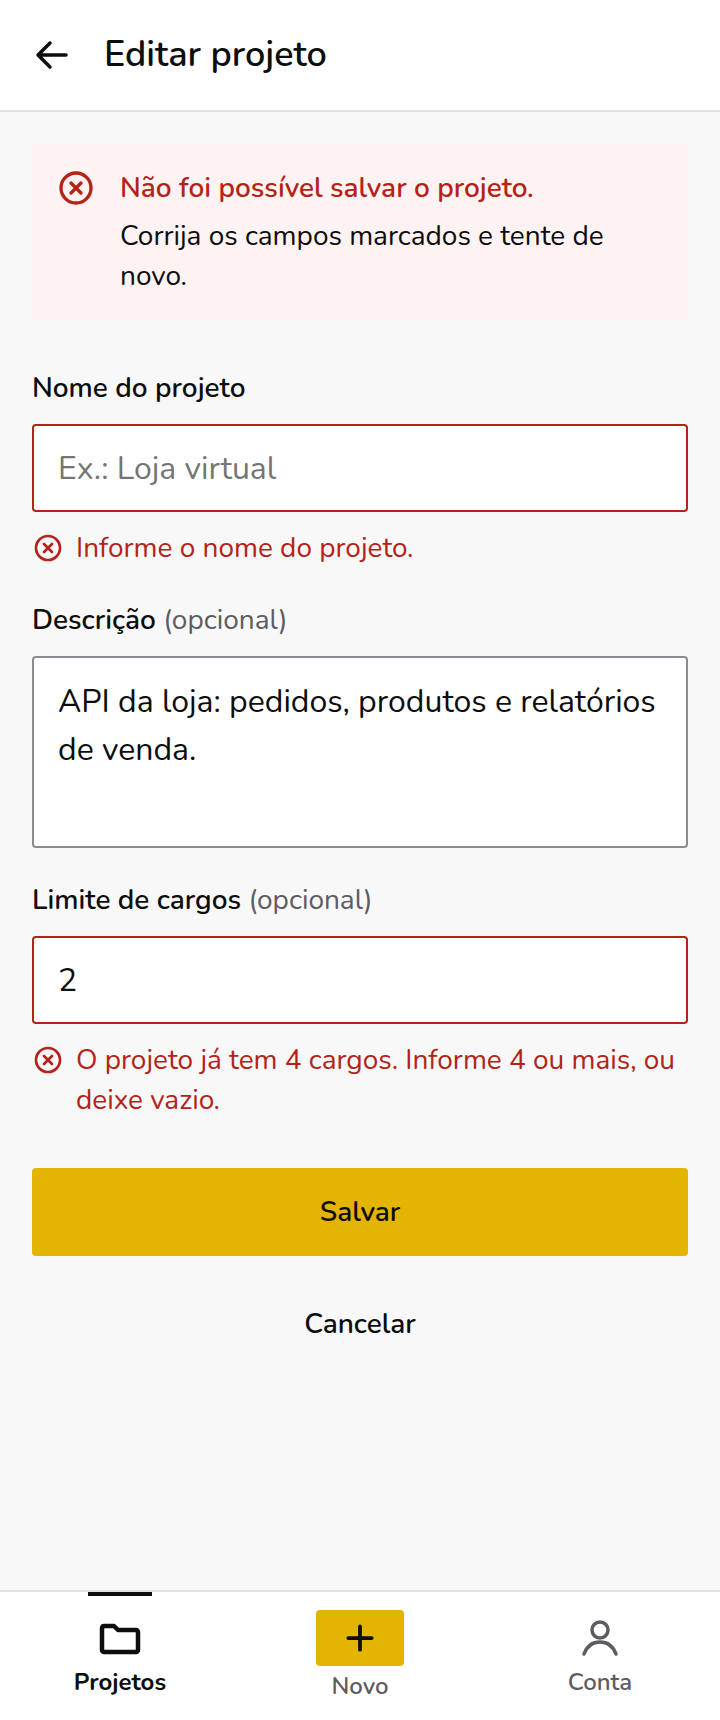 Editar projeto
Não foi possível salvar o projeto.
Corrija os campos marcados e tente de
novo.
Nome do projeto
Ex.: Loja virtual
Informe o nome do projeto.
Descrição (opcional)
API da loja: pedidos, produtos e relatórios
de venda.
Limite de cargos (opcional)
2
O projeto já tem 4 cargos. Informe 4 ou mais, ou
deixe vazio.
Salvar
Cancelar
Projetos
Novo
Conta